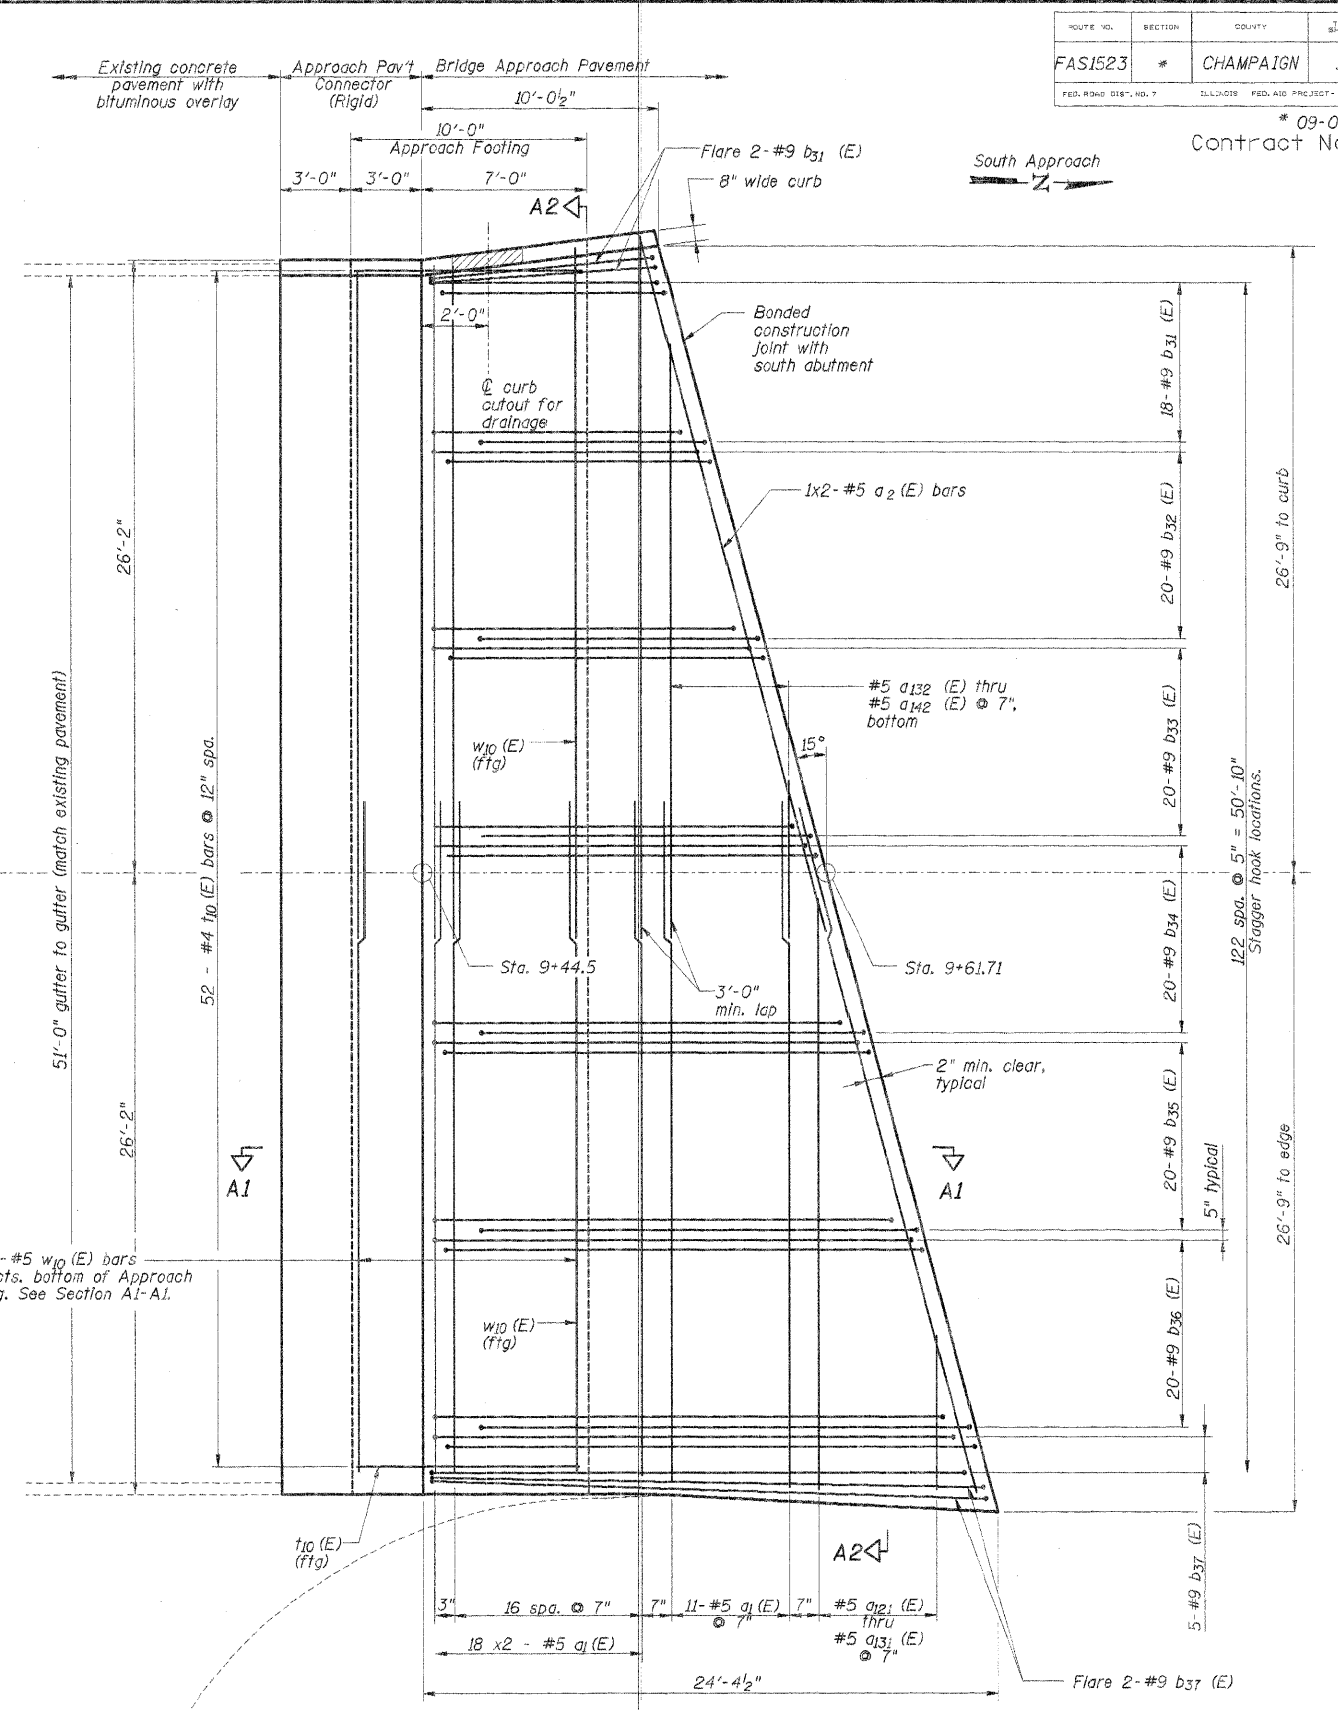 ROUTE NO.
SECTION
COUNTY
FAS1523
*
CHAMPAIGN
FED. ROAD DIST. NO. 7
ILLINOIS
FED. AID PROJECT-
* 09-0
Contract No
Existing concrete
pavement with
bituminous overlay
Approach Pav't
Connector
(Rigid)
Bridge Approach Pavement
10'-0½"
10'-0"
Approach Footing
3'-0"
3'-0"
7'-0"
A2
Flare 2-#9 b31 (E)
8" wide curb
South Approach
Z
2'-0"
℄ curb
cutout for
drainage
Bonded
construction
joint with
south abutment
18-#9 b31 (E)
26'-9" to curb
1x2-#5 a2 (E) bars
20-#9 b32 (E)
26'-2"
#5 a132 (E) thru
#5 a142 (E) @ 7",
bottom
20-#9 b33 (E)
w10 (E)
(ftg)
15°
51'-0" gutter to gutter (match existing pavement)
52 - #4 t10 (E) bars @ 12" spa.
122 spa. @ 5" = 50'-10"
Stagger hook locations.
20-#9 b34 (E)
Sta. 9+44.5
3'-0"
min. lap
Sta. 9+61.71
2" min. clear,
typical
20-#9 b35 (E)
26'-2"
A1
A1
5" typical
26'-9" to edge
-#5 w10 (E) bars
cts. bottom of Approach
g. See Section A1-A1.
w10 (E)
(ftg)
20-#9 b36 (E)
t10 (E)
(ftg)
A2
5-#9 b37 (E)
3"
16 spa. @ 7"
7"
11-#5 a1 (E)
@ 7"
7"
#5 a121 (E)
thru
#5 a131 (E)
@ 7"
18 x2 - #5 a1 (E)
24'-4½"
Flare 2-#9 b37 (E)